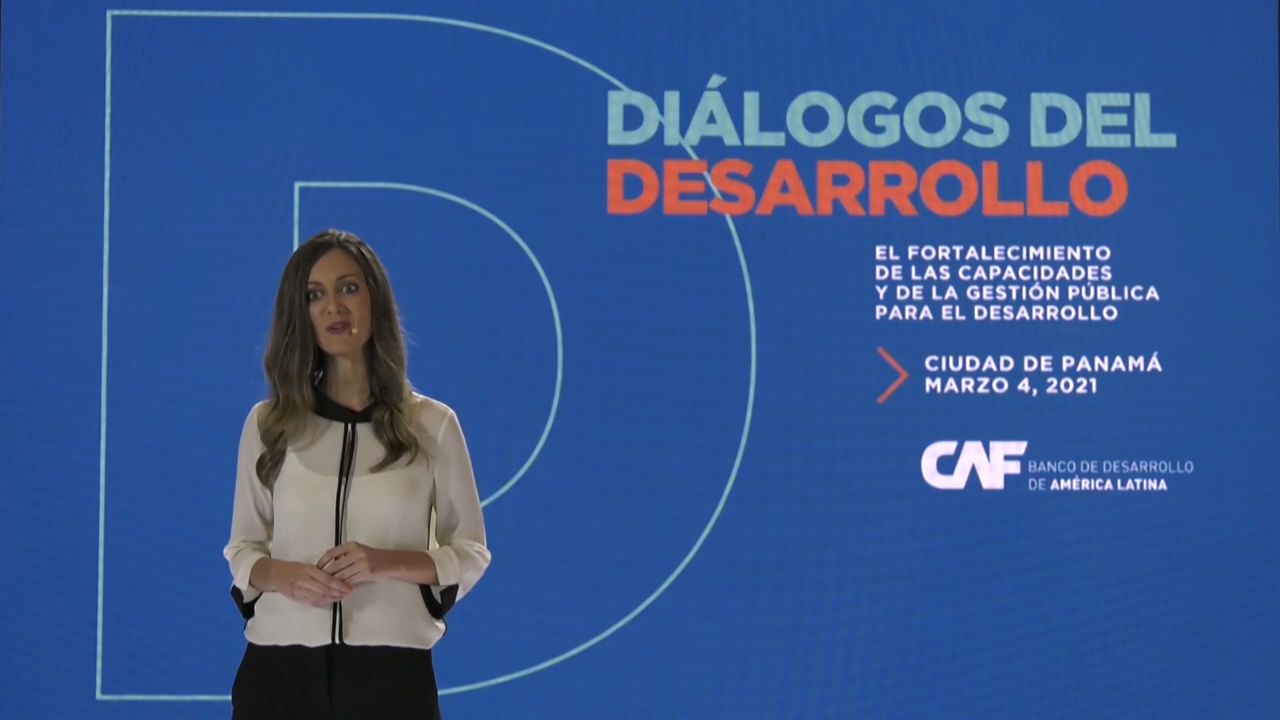 DIÁLOGOS DEL
DESARROLLO
EL FORTALECIMIENTO
DE LAS CAPACIDADES
Y DE LA GESTIÓN PÚBLICA
PARA EL DESARROLLO
CIUDAD DE PANAMÁ
MARZO 4, 2021
CAF BANCO DE DESARROLLO
DE AMÉRICA LATINA